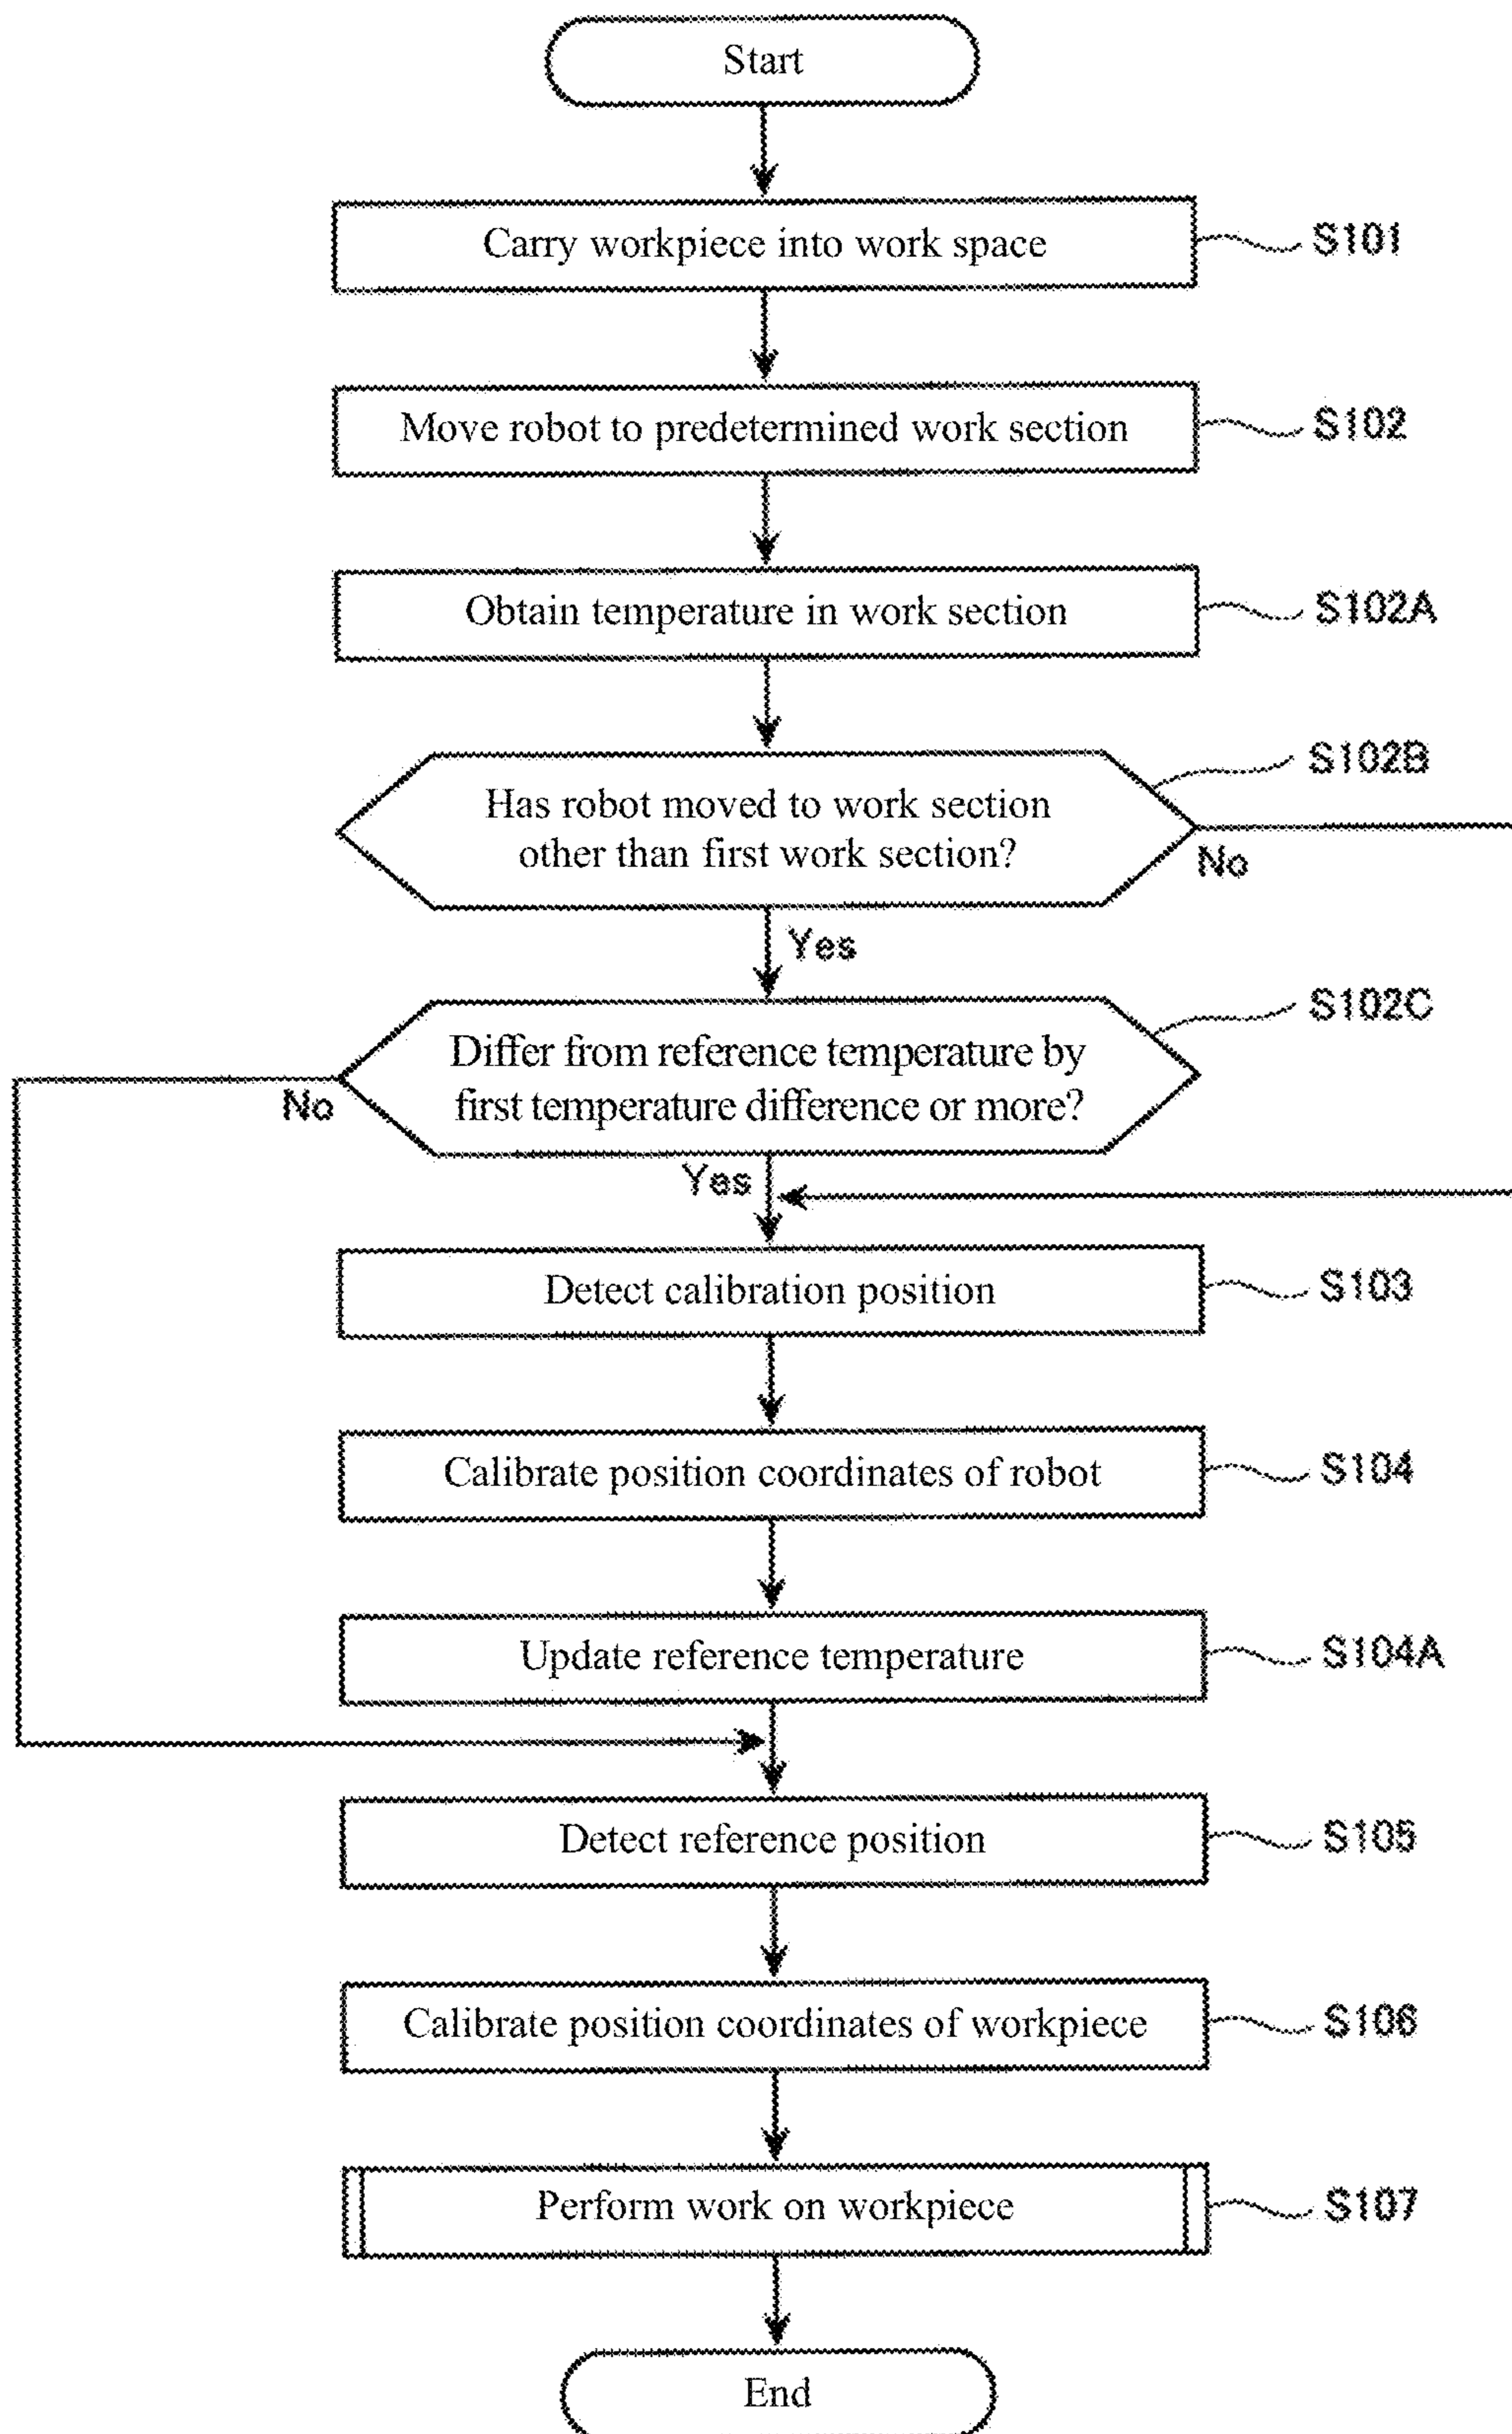 Start
Carry workpiece into work space
S101
Move robot to predetermined work section
S102
Obtain temperature in work section
S102A
S102B
Has robot moved to work section
other than first work section?
No
Yes
S102C
Differ from reference temperature by
first temperature difference or more?
No
Yes
Detect calibration position
S103
Calibrate position coordinates of robot
S104
Update reference temperature
S104A
Detect reference position
S105
Calibrate position coordinates of workpiece
S106
Perform work on workpiece
S107
End